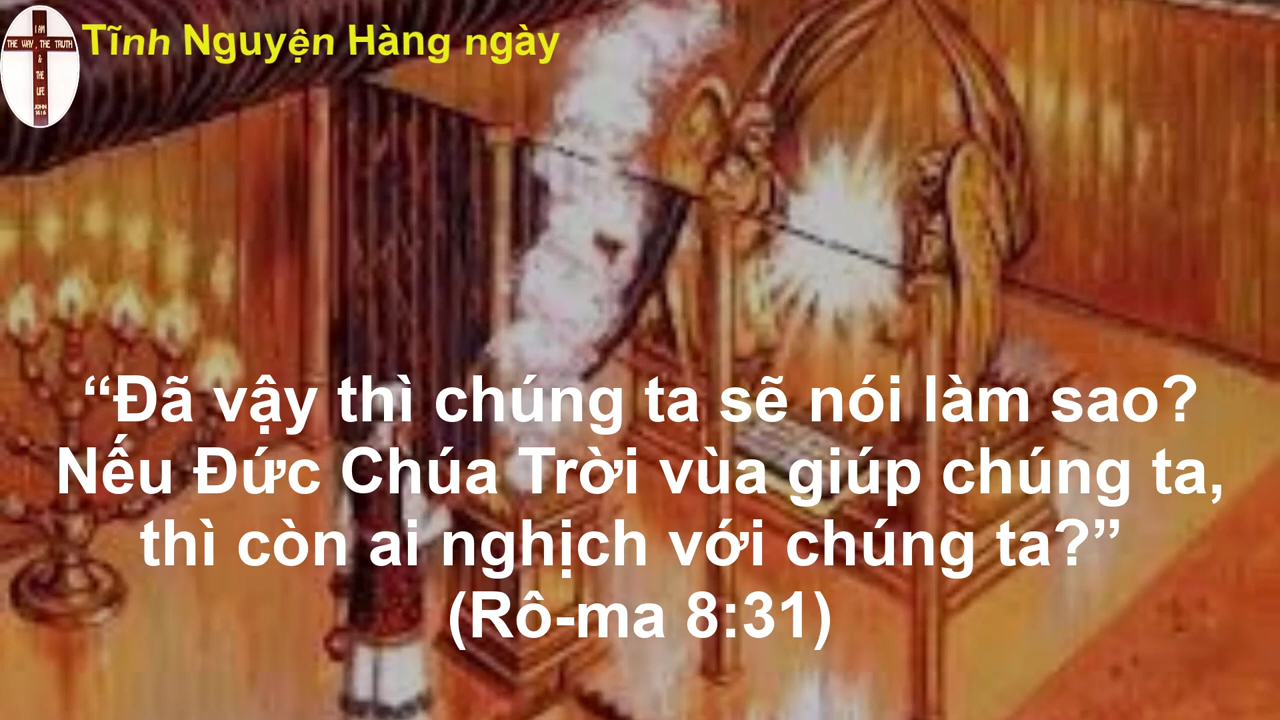 I AM
THE WAY, THE TRUTH
&
THE
LIFE
JOHN
14:6
Tĩnh Nguyện Hàng ngày
“Đã vậy thì chúng ta sẽ nói làm sao?
Nếu Đức Chúa Trời vùa giúp chúng ta,
thì còn ai nghịch với chúng ta?”
(Rô-ma 8:31)